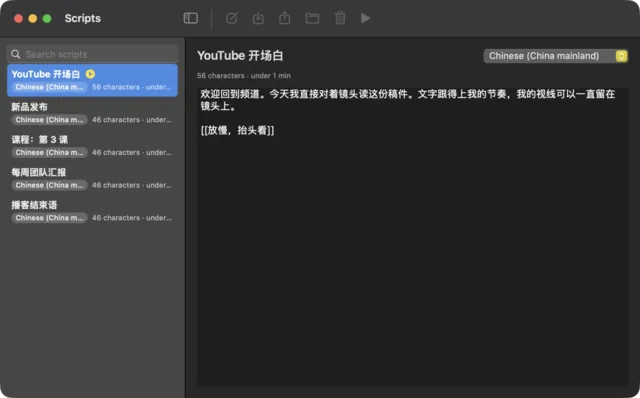 Scripts
Search scripts
YouTube 开场白
Chinese (China m... 56 characters · under...
新品发布
Chinese (China m... 46 characters · under...
课程：第 3 课
Chinese (China m... 46 characters · under...
每周团队汇报
Chinese (China m... 46 characters · under...
播客结束语
Chinese (China m... 46 characters · under...
YouTube 开场白
Chinese (China mainland)
56 characters · under 1 min
欢迎回到频道。今天我直接对着镜头读这份稿件。文字跟得上我的节奏，我的视线可以一直留在
镜头上。
[[放慢，抬头看]]